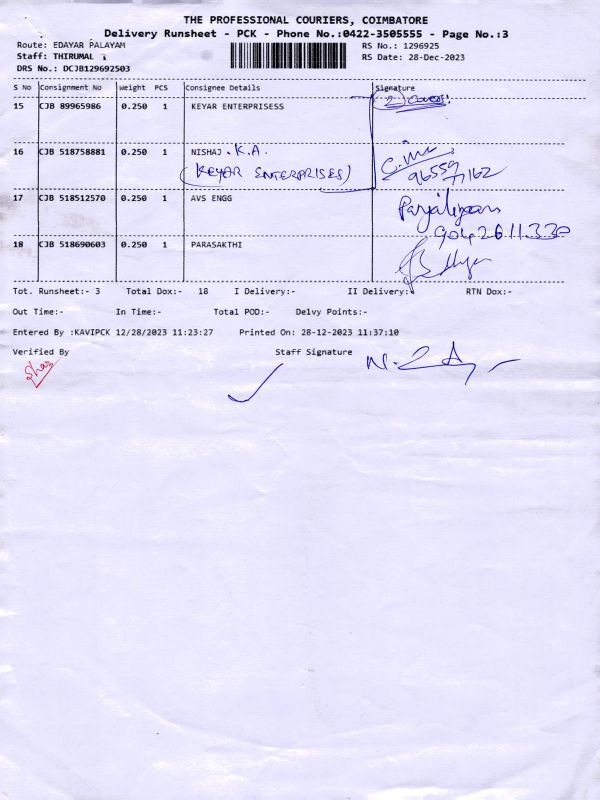 THE PROFESSIONAL COURIERS, COIMBATORE
Delivery Runsheet - PCK - Phone No.:0422-3505555 - Page No.:3
Route: EDAYAR PALAYAM RS No.: 1296925
Staff: THIRUMAL RS Date: 28-Dec-2023
DRS No.: DCJB129692503
S No Consignment No Weight PCS Consignee Details Signature
15 CJB 89965986 0.250 1 KEYAR ENTERPRISESS 2 Covers!
16 CJB 518758881 0.250 1 NISHAJ . K.A.
(KEYAR ENTERPRISES)
17 CJB 518512570 0.250 1 AVS ENGG
9042611330
18 CJB 518690603 0.250 1 PARASAKTHI
Tot. Runsheet:- 3 Total Dox:- 18 I Delivery:- II Delivery:- RTN Dox:-
Out Time:- In Time:- Total POD:- Delvy Points:-
Entered By :KAVIPCK 12/28/2023 11:23:27 Printed On: 28-12-2023 11:37:10
Verified By Staff Signature